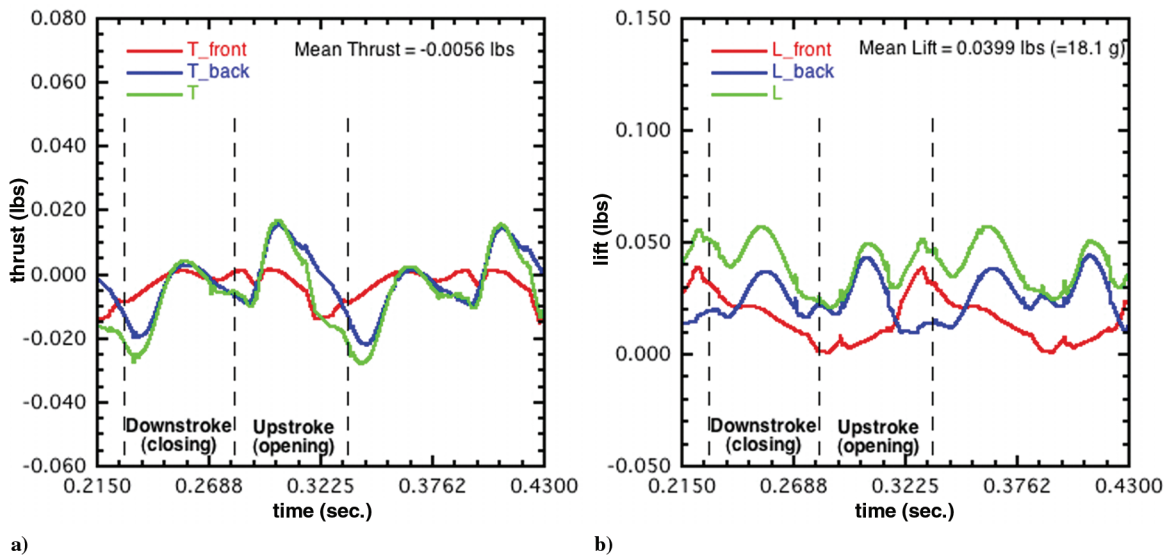 0.080
0.060
0.040
0.020
0.000
-0.020
-0.040
-0.060
thrust (lbs)
T_front
T_back
T
Mean Thrust = -0.0056 lbs
Downstroke
(closing)
Upstroke
(opening)
0.2150 0.2688 0.3225 0.3762 0.4300
time (sec.)
a)
0.150
0.100
0.050
0.000
-0.050
lift (lbs)
L_front
L_back
L
Mean Lift = 0.0399 lbs (=18.1 g)
Downstroke
(closing)
Upstroke
(opening)
0.2150 0.2688 0.3225 0.3762 0.4300
time (sec.)
b)